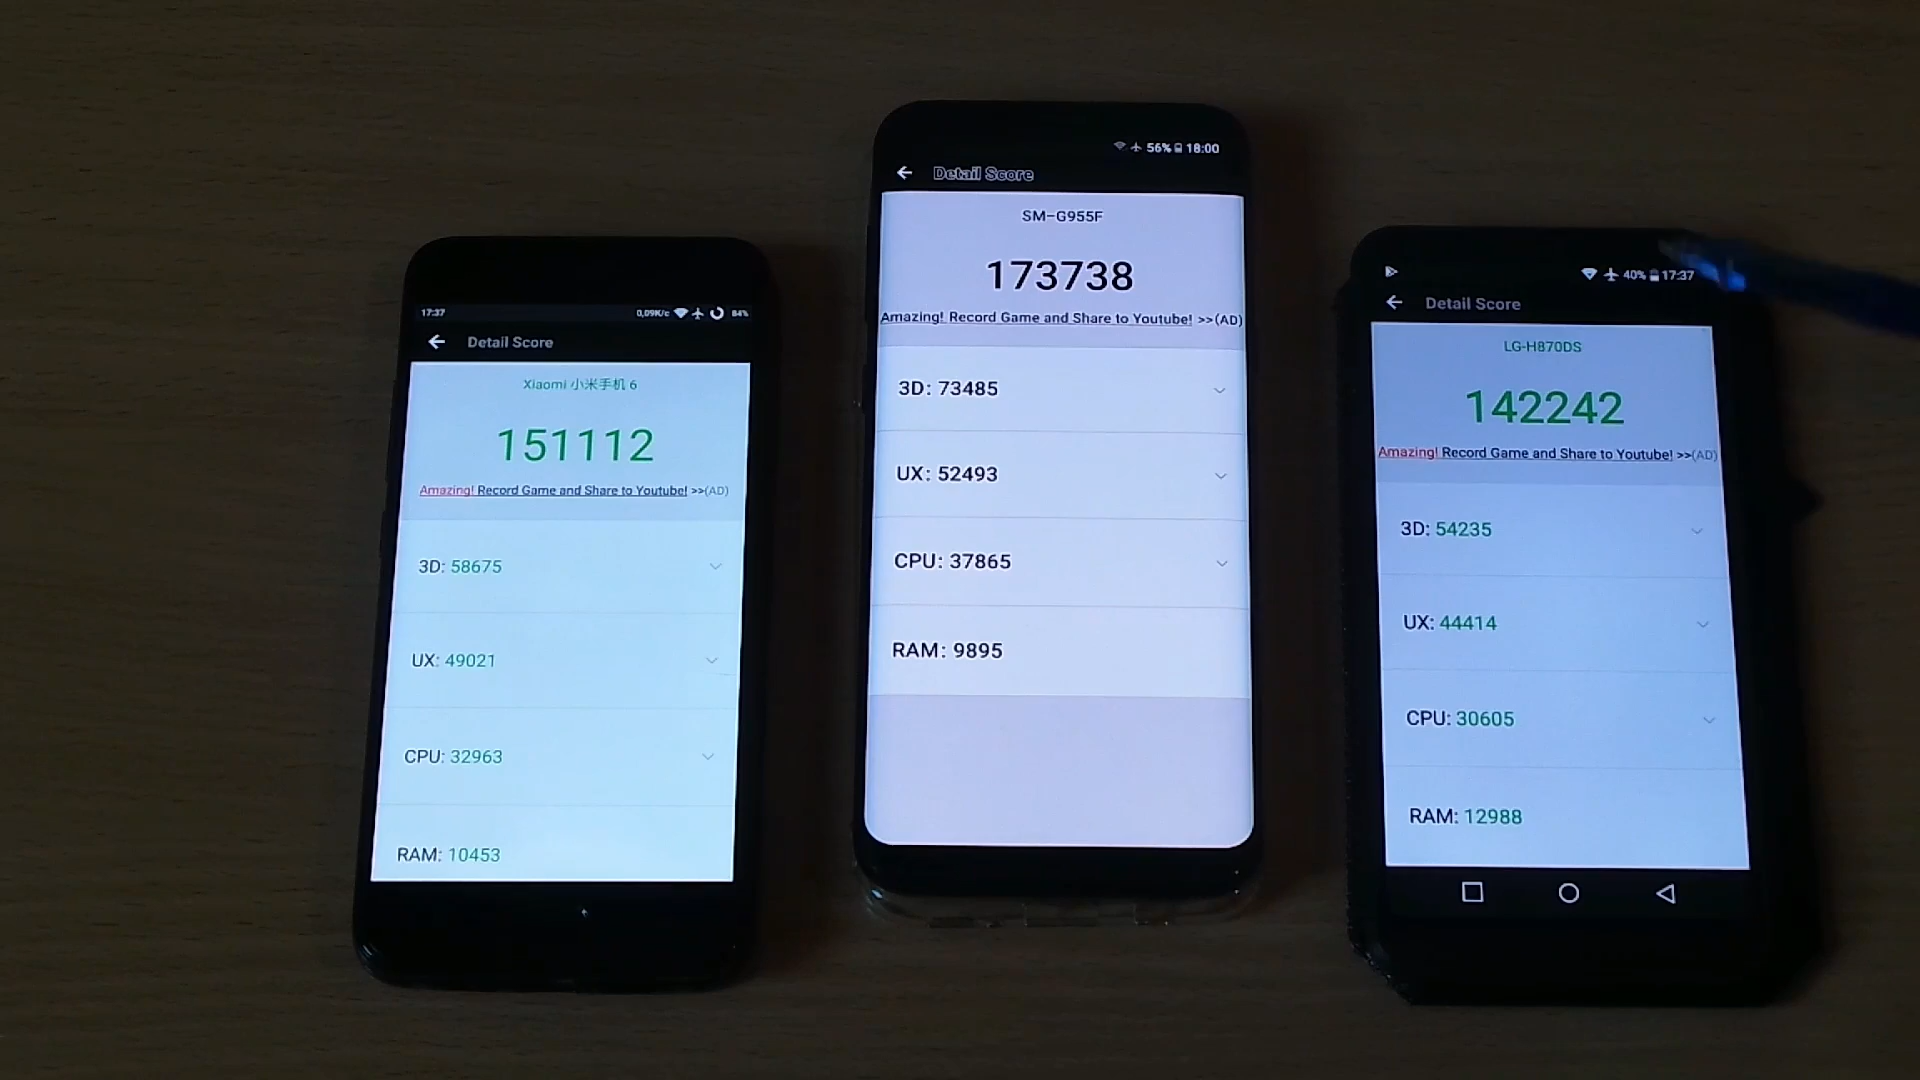 17:37
0,09K/c
84%
Detail Score
Xiaomi 小米手机 6
151112
Amazing! Record Game and Share to Youtube! >>(AD)
3D: 58675
UX: 49021
CPU: 32963
RAM: 10453
56% 18:00
Detail Score
SM-G955F
173738
Amazing! Record Game and Share to Youtube! >>(AD)
3D: 73485
UX: 52493
CPU: 37865
RAM: 9895
40% 17:37
Detail Score
LG-H870DS
142242
Amazing! Record Game and Share to Youtube! >>(AD)
3D: 54235
UX: 44414
CPU: 30605
RAM: 12988